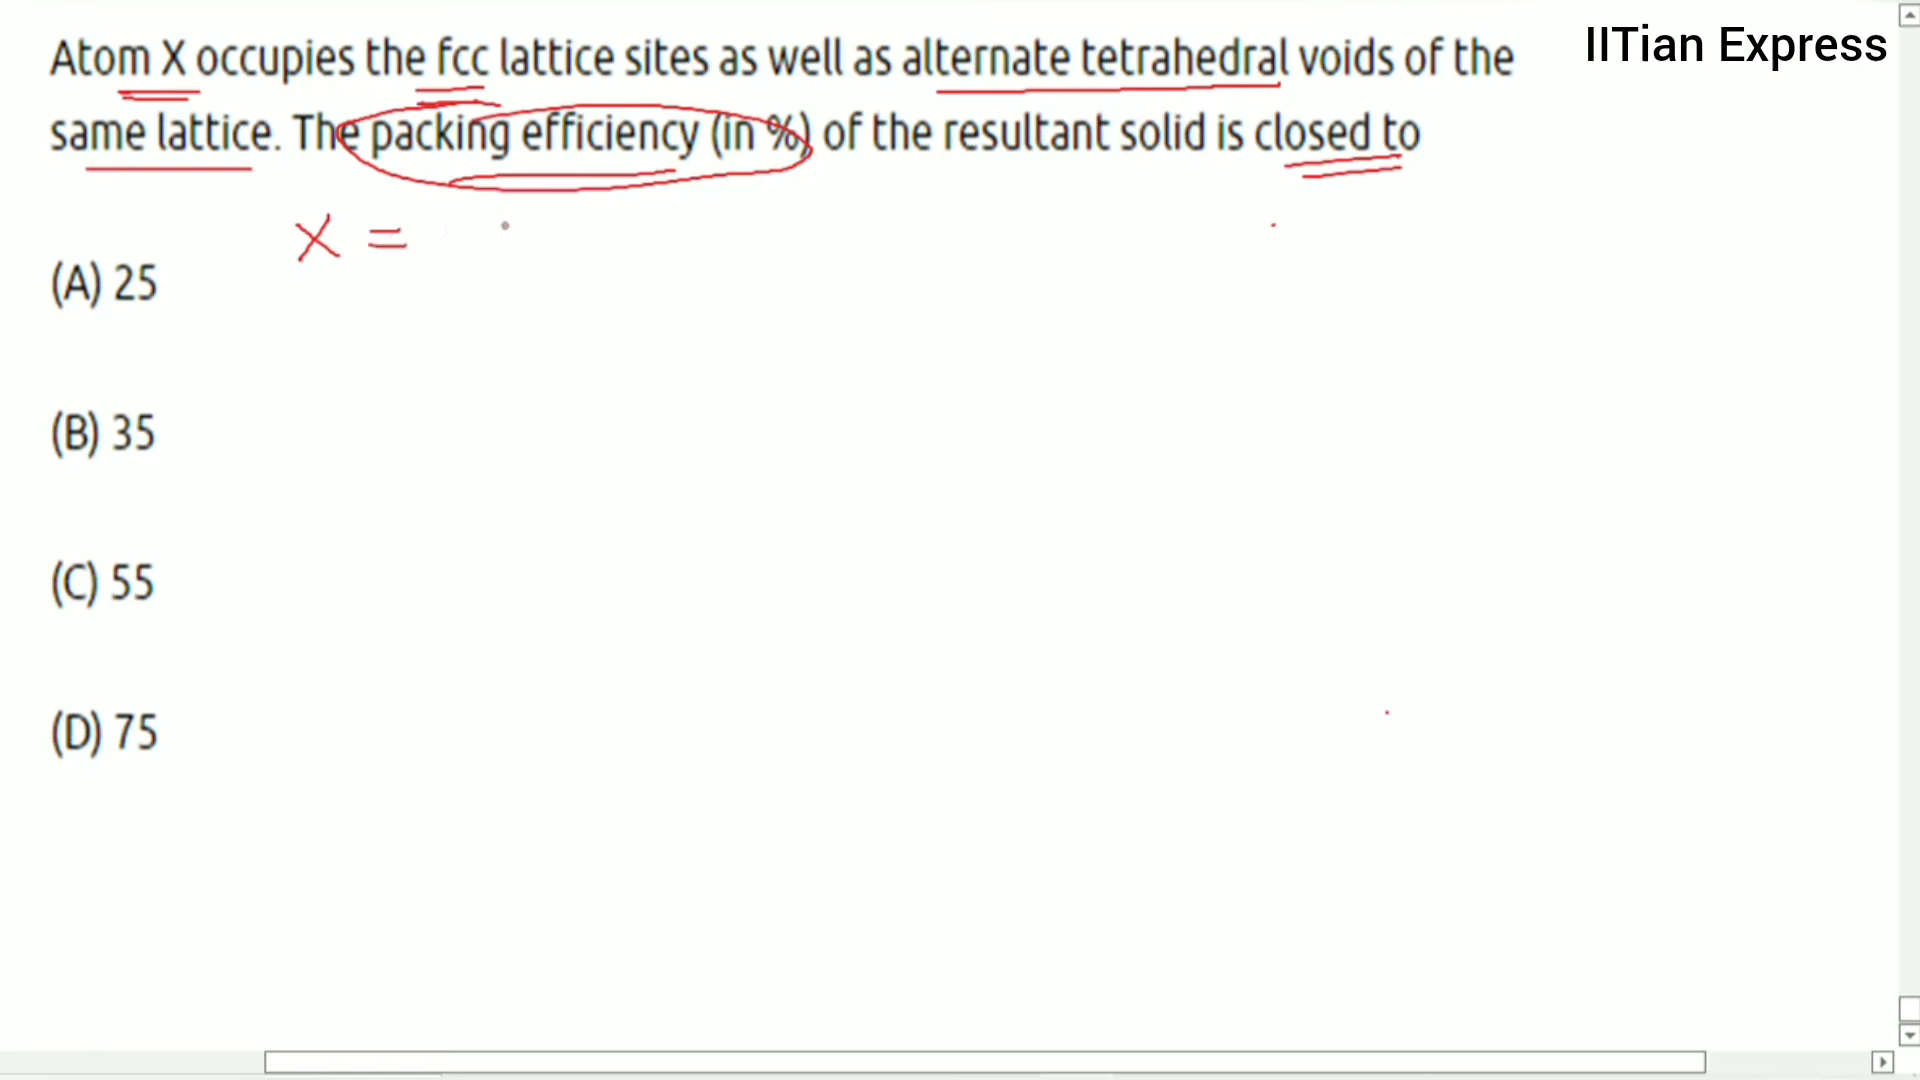 IITian Express
Atom X occupies the fcc lattice sites as well as alternate tetrahedral voids of the
same lattice. The packing efficiency (in %) of the resultant solid is closed to
X =
(A) 25
(B) 35
(C) 55
(D) 75